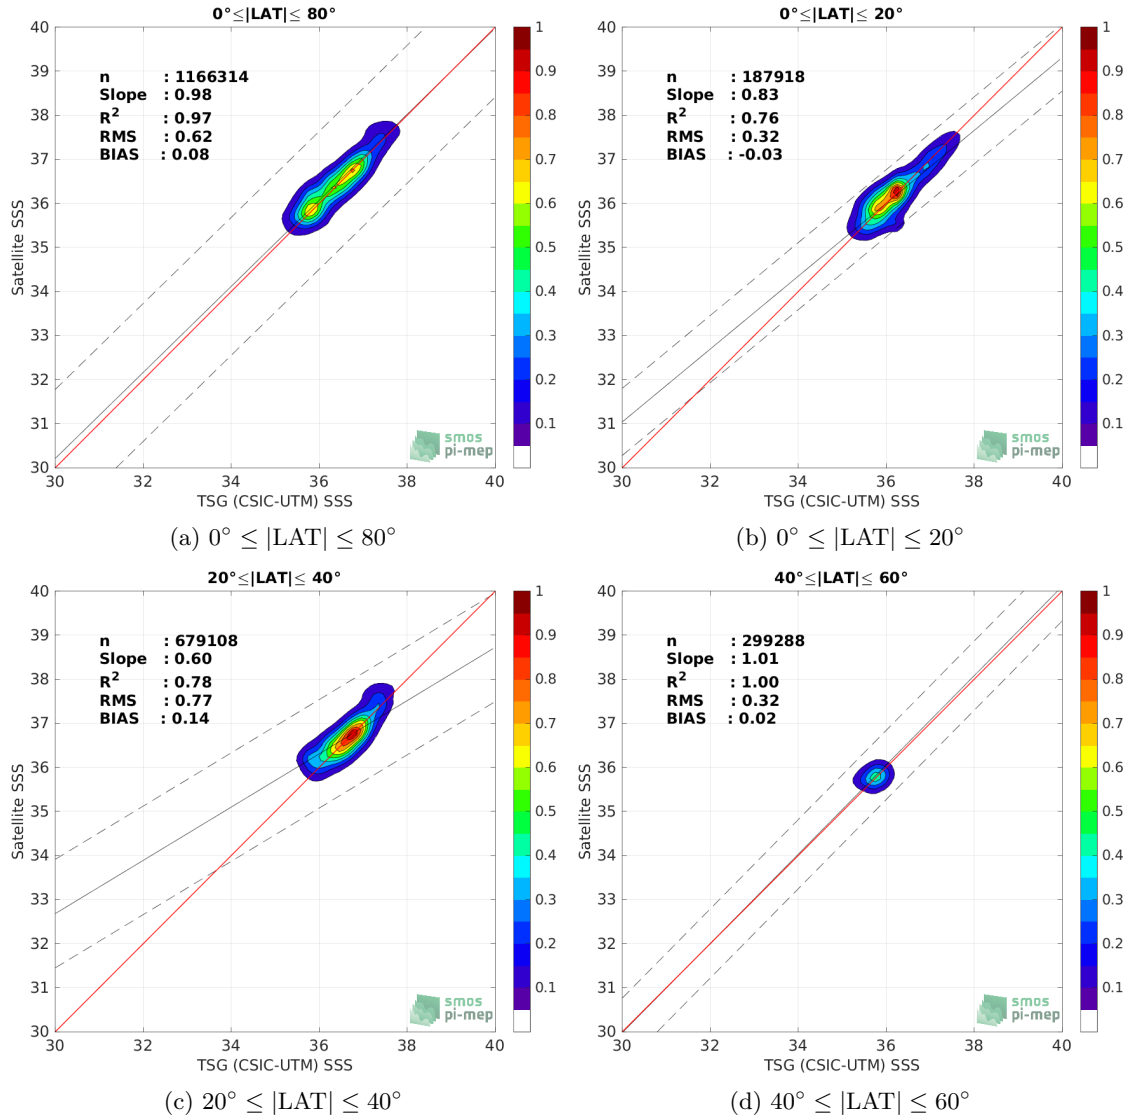 0°≤|LAT|≤ 80°
40
39
38
37
36
35
34
33
32
31
30
Satellite SSS
n : 1166314
Slope : 0.98
R² : 0.97
RMS : 0.62
BIAS : 0.08
smos
pi-mep
30 32 34 36 38 40
TSG (CSIC-UTM) SSS
1
0.9
0.8
0.7
0.6
0.5
0.4
0.3
0.2
0.1
(a) 0° ≤ |LAT| ≤ 80°
0°≤|LAT|≤ 20°
40
39
38
37
36
35
34
33
32
31
30
Satellite SSS
n : 187918
Slope : 0.83
R² : 0.76
RMS : 0.32
BIAS : -0.03
smos
pi-mep
30 32 34 36 38 40
TSG (CSIC-UTM) SSS
1
0.9
0.8
0.7
0.6
0.5
0.4
0.3
0.2
0.1
(b) 0° ≤ |LAT| ≤ 20°
20°≤|LAT|≤ 40°
40
39
38
37
36
35
34
33
32
31
30
Satellite SSS
n : 679108
Slope : 0.60
R² : 0.78
RMS : 0.77
BIAS : 0.14
smos
pi-mep
30 32 34 36 38 40
TSG (CSIC-UTM) SSS
1
0.9
0.8
0.7
0.6
0.5
0.4
0.3
0.2
0.1
(c) 20° ≤ |LAT| ≤ 40°
40°≤|LAT|≤ 60°
40
39
38
37
36
35
34
33
32
31
30
Satellite SSS
n : 299288
Slope : 1.01
R² : 1.00
RMS : 0.32
BIAS : 0.02
smos
pi-mep
30 32 34 36 38 40
TSG (CSIC-UTM) SSS
1
0.9
0.8
0.7
0.6
0.5
0.4
0.3
0.2
0.1
(d) 40° ≤ |LAT| ≤ 60°